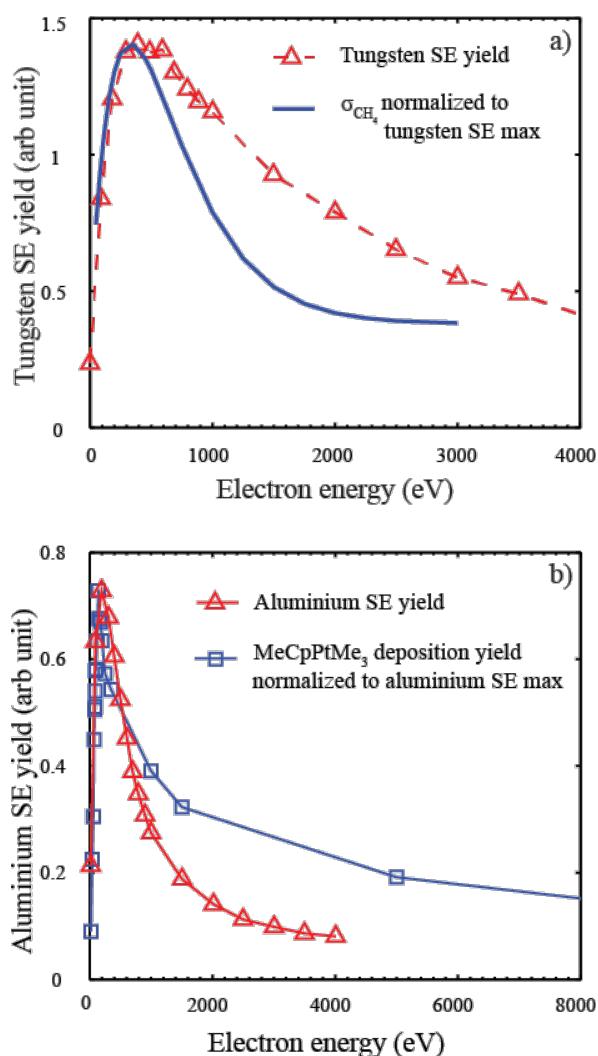 1.5
a)
Tungsten SE yield
σCH4 normalized to
tungsten SE max
1
0.5
0
Tungsten SE yield (arb unit)
0 1000 2000 3000 4000
Electron energy (eV)
0.8
b)
Aluminium SE yield
MeCpPtMe3 deposition yield
normalized to aluminium SE max
0.6
0.4
0.2
0
Aluminium SE yield (arb unit)
0 2000 4000 6000 8000
Electron energy (eV)